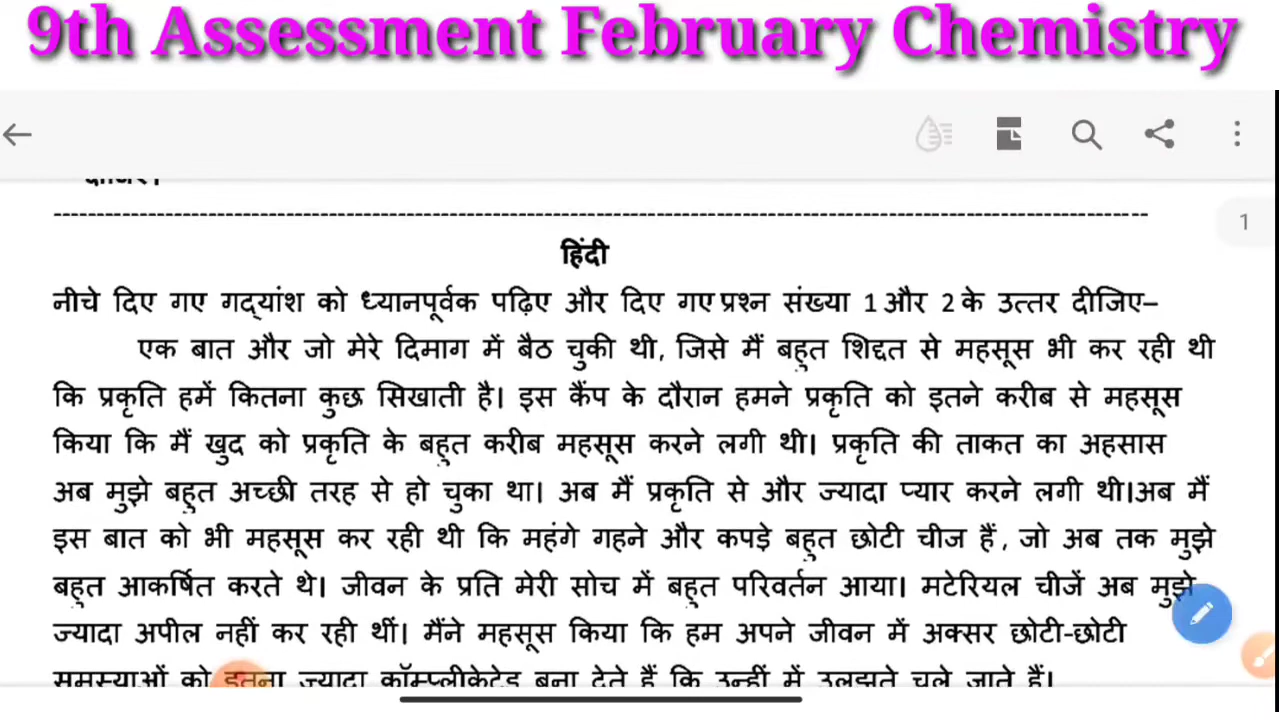 9th Assessment February Chemistry
1
हिंदी
नीचे दिए गए गद्यांश को ध्यानपूर्वक पढ़िए और दिए गए प्रश्न संख्या 1 और 2 के उत्तर दीजिए–
एक बात और जो मेरे दिमाग में बैठ चुकी थी, जिसे मैं बहुत शिद्दत से महसूस भी कर रही थी
कि प्रकृति हमें कितना कुछ सिखाती है। इस कैंप के दौरान हमने प्रकृति को इतने करीब से महसूस
किया कि मैं खुद को प्रकृति के बहुत करीब महसूस करने लगी थी। प्रकृति की ताकत का अहसास
अब मुझे बहुत अच्छी तरह से हो चुका था। अब मैं प्रकृति से और ज्यादा प्यार करने लगी थी।अब मैं
इस बात को भी महसूस कर रही थी कि महंगे गहने और कपड़े बहुत छोटी चीज हैं, जो अब तक मुझे
बहुत आकर्षित करते थे। जीवन के प्रति मेरी सोच में बहुत परिवर्तन आया। मटेरियल चीजें अब मुझे
ज्यादा अपील नहीं कर रही थीं। मैंने महसूस किया कि हम अपने जीवन में अक्सर छोटी-छोटी
समस्याओं को इतना ज्यादा कॉम्प्लीकेटेड बना देते हैं कि उन्हीं में उलझते चले जाते हैं।